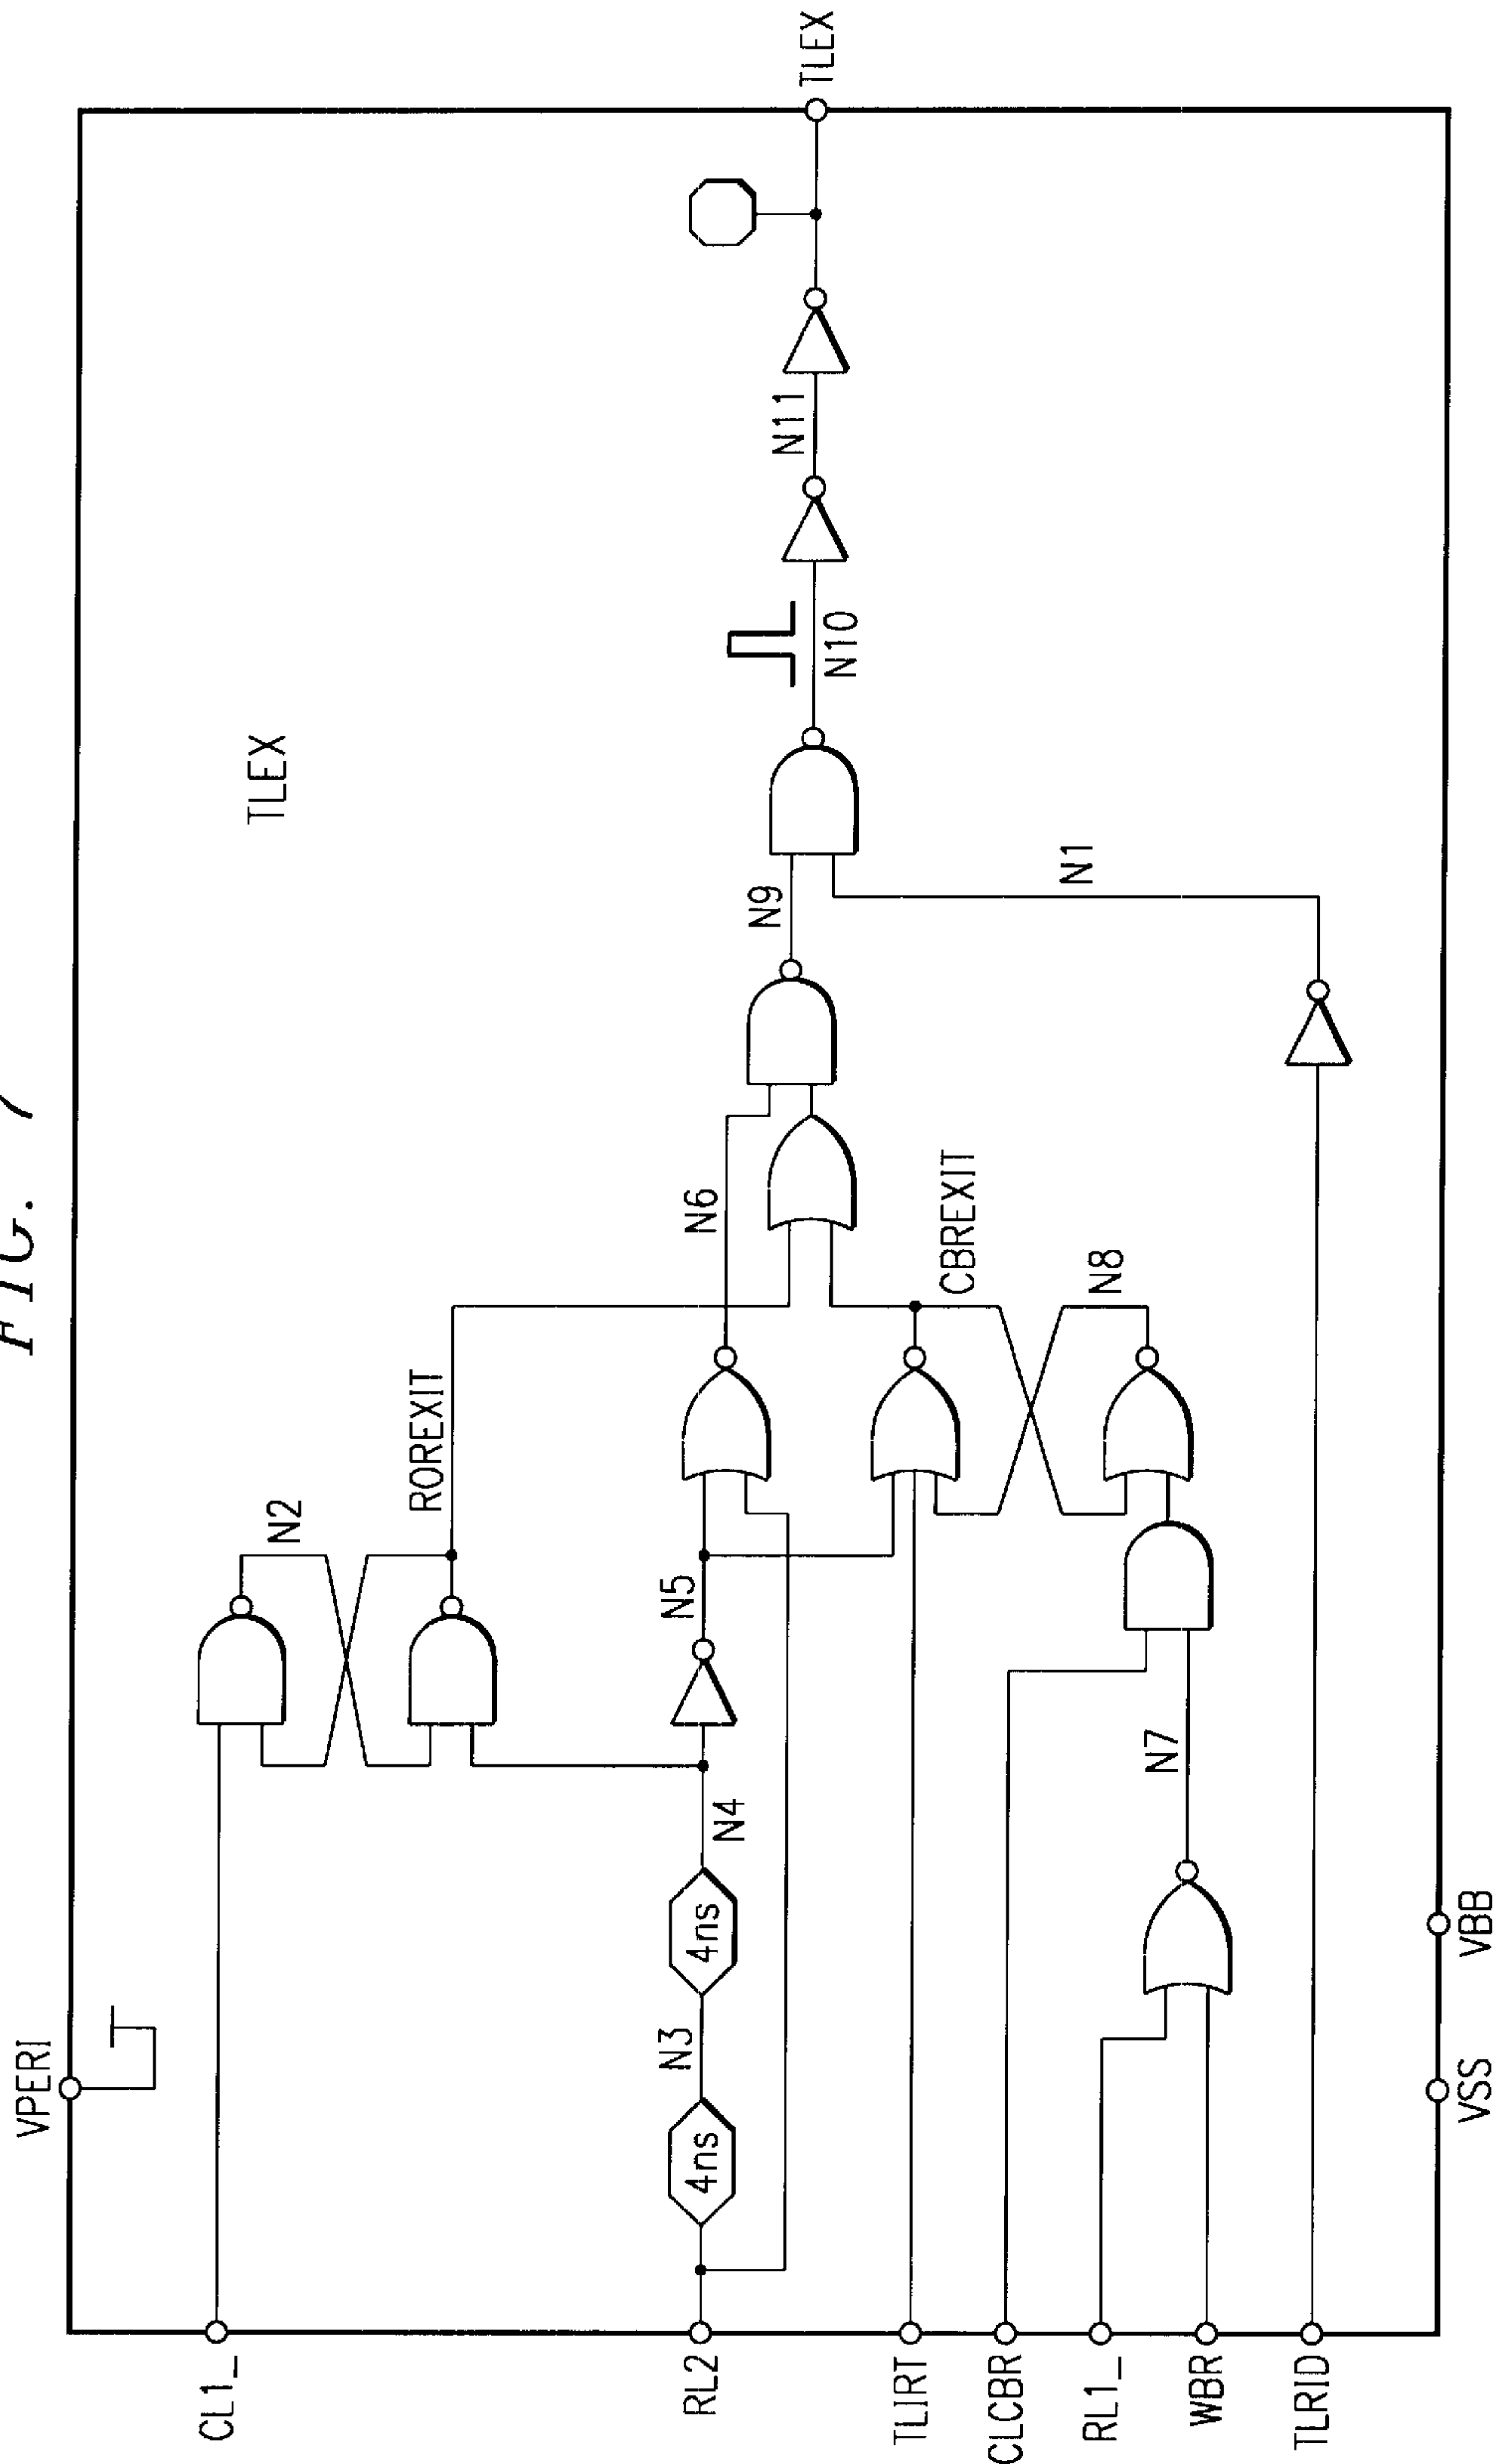 FIG. 7
VPERI
TLEX
CL1_
N2
ROREXIT
RL2
4ns
N3
4ns
N4
N5
N6
N9
N10
N11
TLEX
TLIRT
CBREXIT
CLCBR
N8
RL1_
N7
WBR
TLRID
N1
VSS
VBB